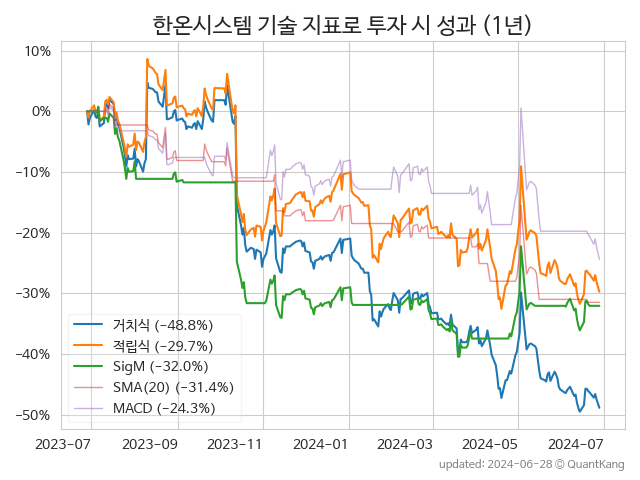 한온시스템 기술 지표로 투자 시 성과 (1년)
10%
0%
−10%
−20%
−30%
−40%
−50%
거치식 (−48.8%)
적립식 (−29.7%)
SigM (−32.0%)
SMA(20) (−31.4%)
MACD (−24.3%)
2023-07
2023-09
2023-11
2024-01
2024-03
2024-05
2024-07
updated: 2024-06-28 © QuantKang